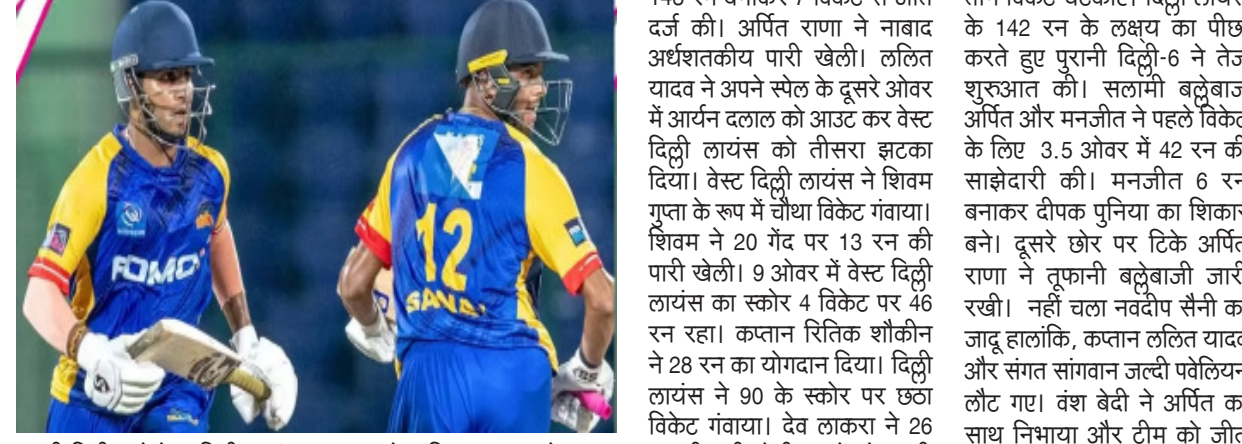 FOMO
12
दर्ज की। अर्पित राणा ने नाबाद
अर्धशतकीय पारी खेली। ललित
यादव ने अपने स्पेल के दूसरे ओवर
में आर्यन दलाल को आउट कर वेस्ट
दिल्ली लायंस को तीसरा झटका
दिया। वेस्ट दिल्ली लायंस ने शिवम
गुप्ता के रूप में चौथा विकेट गंवाया।
शिवम ने 20 गेंद पर 13 रन की
पारी खेली। 9 ओवर में वेस्ट दिल्ली
लायंस का स्कोर 4 विकेट पर 46
रन रहा। कप्तान रितिक शौकीन
ने 28 रन का योगदान दिया। दिल्ली
लायंस ने 90 के स्कोर पर छठा
विकेट गंवाया। देव लाकरा ने 26
के 142 रन के लक्ष्य का पीछा
करते हुए पुरानी दिल्ली-6 ने तेज
शुरुआत की। सलामी बल्लेबाज
अर्पित और मनजीत ने पहले विकेट
के लिए 3.5 ओवर में 42 रन की
साझेदारी की। मनजीत 6 रन
बनाकर दीपक पुनिया का शिकार
बने। दूसरे छोर पर टिके अर्पित
राणा ने तूफानी बल्लेबाजी जारी
रखी। नहीं चला नवदीप सैनी का
जादू हालांकि, कप्तान ललित यादव
और संगत सांगवान जल्दी पवेलियन
लौट गए। वंश बेदी ने अर्पित का
साथ निभाया और टीम को जीत